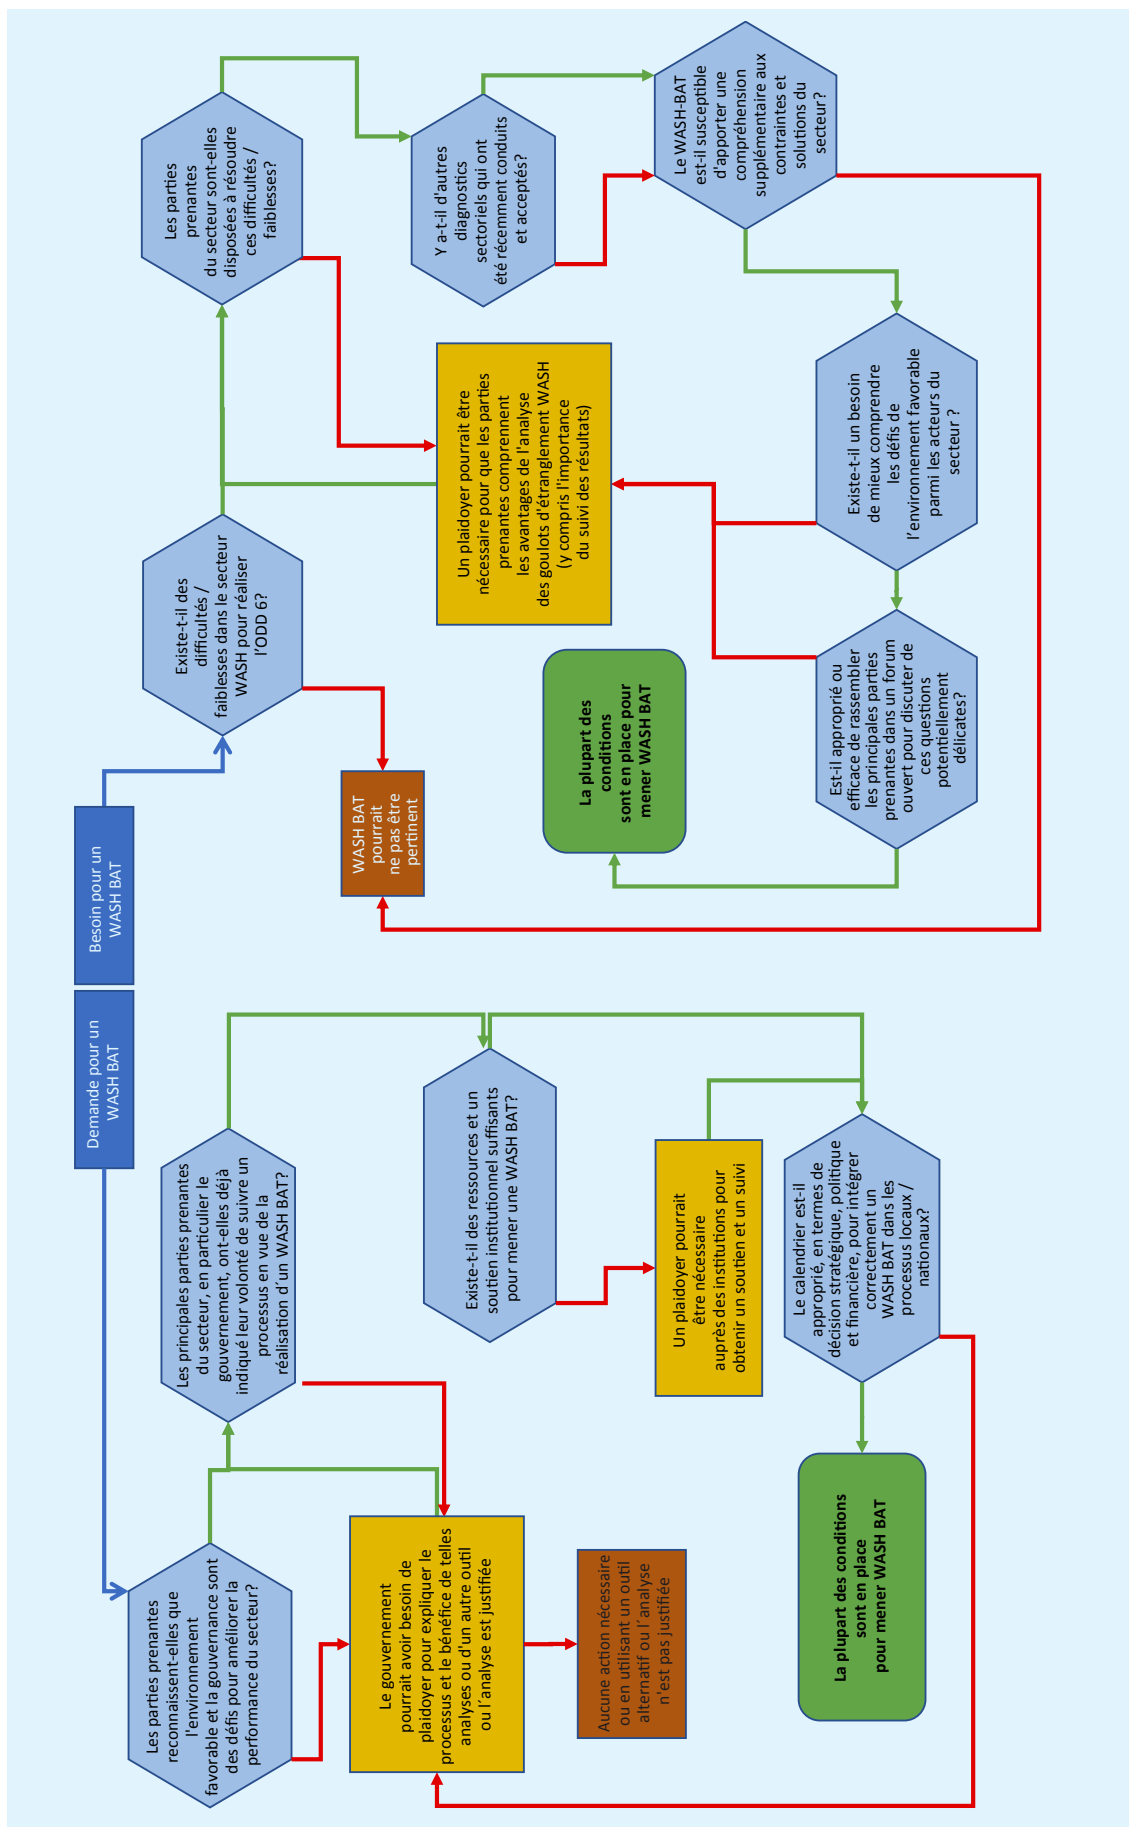 Demande pour un
WASH BAT
Besoin pour un
WASH BAT
Les parties prenantes
reconnaissent-elles que
l'environnement
favorable et la gouvernance sont
des défis pour améliorer la
performance du secteur?
Les principales parties prenantes
du secteur, en particulier le
gouvernement, ont-elles déjà
indiqué leur volonté de suivre un
processus en vue de la
réalisation d´un WASH BAT?
Le gouvernement
pourrait avoir besoin de
plaidoyer pour expliquer le
processus et le bénéfice de telles
analyses ou d'un autre outil
ou l´analyse est justifiée
Aucune action nécessaire
ou en utilisant un outil
alternatif ou l´analyse
n'est pas justifiée
Existe-t-il des ressources et un
soutien institutionnel suffisants
pour mener une WASH BAT?
Un plaidoyer pourrait
être nécessaire
auprès des institutions pour
obtenir un soutien et un suivi
Le calendrier est-il
approprié, en termes de
décision stratégique, politique
et financière, pour intégrer
correctement un
WASH BAT dans les
processus locaux /
nationaux?
La plupart des conditions
sont en place
pour mener WASH BAT
Existe-t-il des
difficultés /
faiblesses dans le secteur
WASH pour réaliser
l'ODD 6?
WASH BAT
pourrait
ne pas être
pertinent
Les parties
prenantes
du secteur sont-elles
disposées à résoudre
ces difficultés /
faiblesses?
Un plaidoyer pourrait être
nécessaire pour que les parties
prenantes comprennent
les avantages de l'analyse
des goulots d'étranglement WASH
(y compris l'importance
du suivi des résultats)
Y a-t-il d'autres
diagnostics
sectoriels qui ont
été récemment conduits
et acceptés?
Le WASH-BAT
est-il susceptible
d'apporter une
compréhension
supplémentaire aux
contraintes et
solutions du
secteur?
Existe-t-il un besoin
de mieux comprendre
les défis de
l’environnement favorable
parmi les acteurs du
secteur ?
Est-il approprié ou
efficace de rassembler
les principales parties
prenantes dans un forum
ouvert pour discuter de
ces questions
potentiellement
délicates?
La plupart des
conditions
sont en place pour
mener WASH BAT